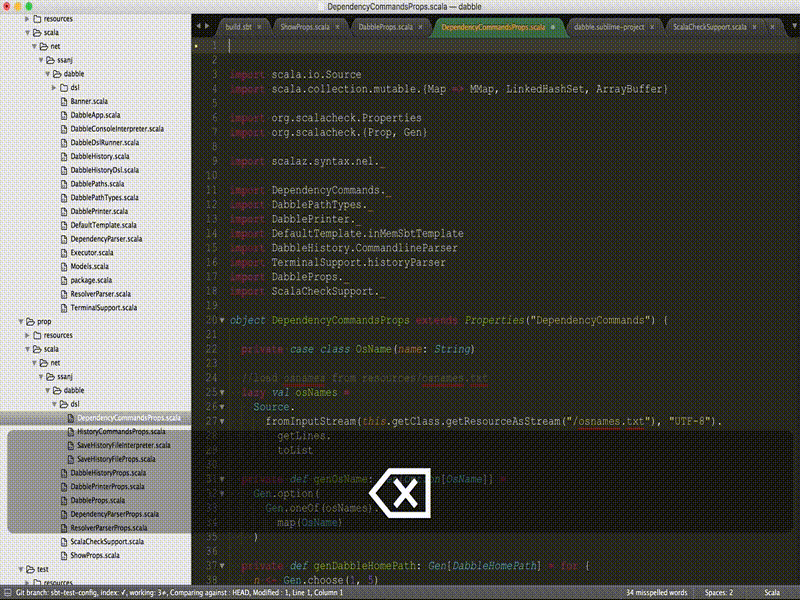 DependencyCommandsProps.scala — dabble
resources
scala
net
ssanj
dabble
dsl
Banner.scala
DabbleApp.scala
DabbleConsoleInterpreter.scala
DabbleDslRunner.scala
DabbleHistory.scala
DabbleHistoryDsl.scala
DabblePaths.scala
DabblePathTypes.scala
DabblePrinter.scala
DefaultTemplate.scala
DependencyParser.scala
Executor.scala
Models.scala
package.scala
ResolverParser.scala
TerminalSupport.scala
prop
resources
scala
net
ssanj
dabble
dsl
DependencyCommandsProps.scala
HistoryCommandsProps.scala
SaveHistoryFileInterpreter.scala
SaveHistoryFileProps.scala
DabbleHistoryProps.scala
DabblePrinterProps.scala
DabbleProps.scala
DependencyParserProps.scala
ResolverParserProps.scala
ScalaCheckSupport.scala
ShowProps.scala
test
resources
build.sbt × ShowProps.scala × DabbleProps.scala × DependencyCommandsProps.scala dabble.sublime-project × ScalaCheckSupport.scala ×
1
2
3 import scala.io.Source
4 import scala.collection.mutable.{Map => MMap, LinkedHashSet, ArrayBuffer}
5
6 import org.scalacheck.Properties
7 import org.scalacheck.{Prop, Gen}
8
9 import scalaz.syntax.nel._
10
11 import DependencyCommands._
12 import DabblePathTypes._
13 import DabblePrinter._
14 import DefaultTemplate.inMemSbtTemplate
15 import DabbleHistory.CommandlineParser
16 import TerminalSupport.historyParser
17 import DabbleProps._
18 import ScalaCheckSupport._
19
20 object DependencyCommandsProps extends Properties("DependencyCommands") {
21
22 private case class OsName(name: String)
23
24 //load osnames from resources/osnames.txt
25 lazy val osNames =
26 Source.
27 fromInputStream(this.getClass.getResourceAsStream("/osnames.txt"), "UTF-8").
28 getLines.
29 toList
30
31 private def genOsName: [OsName]] =
32 Gen.option(
33 Gen.oneOf(osNames).
34 map(OsName)
35 )
36
37 private def genDabbleHomePath: Gen[DabbleHomePath] = for {
38 n <- Gen.choose(1, 5)
Git branch: sbt-test-config, index: ✓, working: 3≠, Comparing against : HEAD, Modified : 1, Line 1, Column 1 34 misspelled words Spaces: 2 Scala